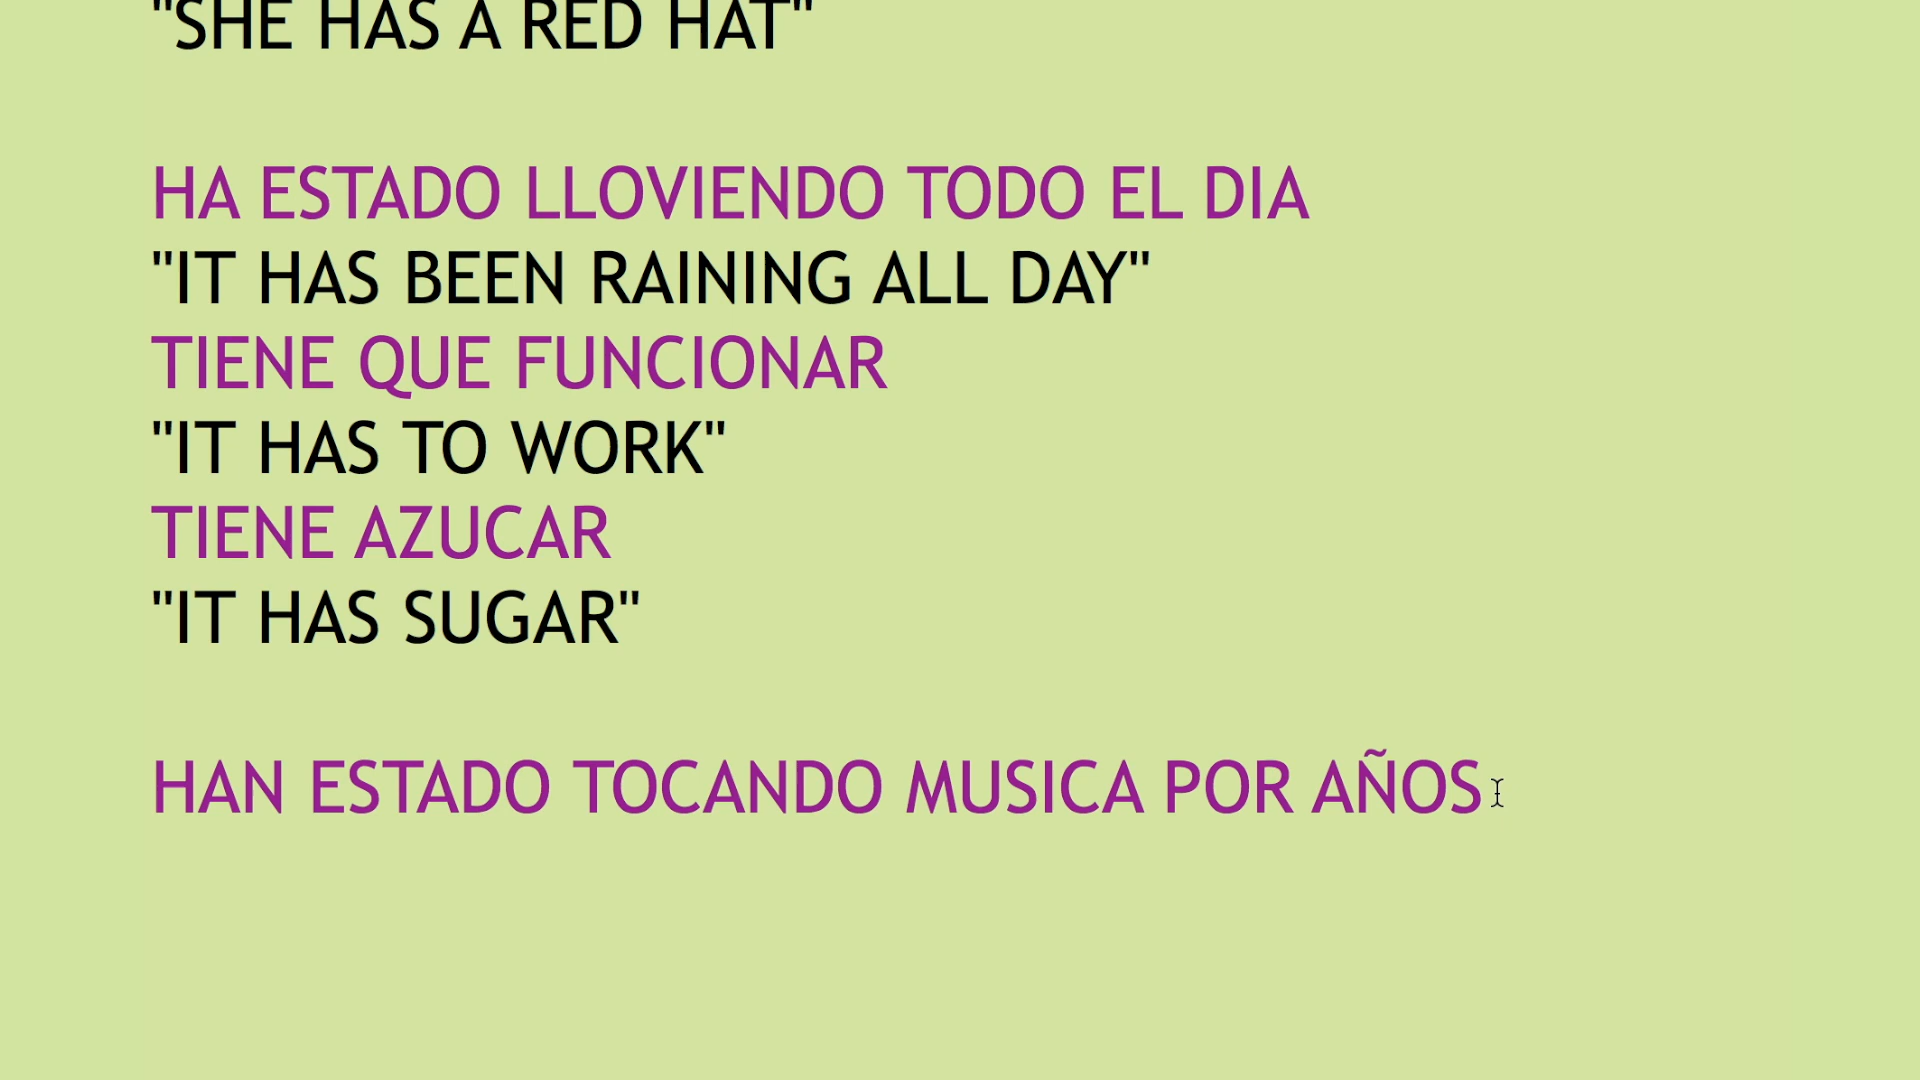 "SHE HAS A RED HAT"
HA ESTADO LLOVIENDO TODO EL DIA
"IT HAS BEEN RAINING ALL DAY"
TIENE QUE FUNCIONAR
"IT HAS TO WORK"
TIENE AZUCAR
"IT HAS SUGAR"
HAN ESTADO TOCANDO MUSICA POR AÑOS